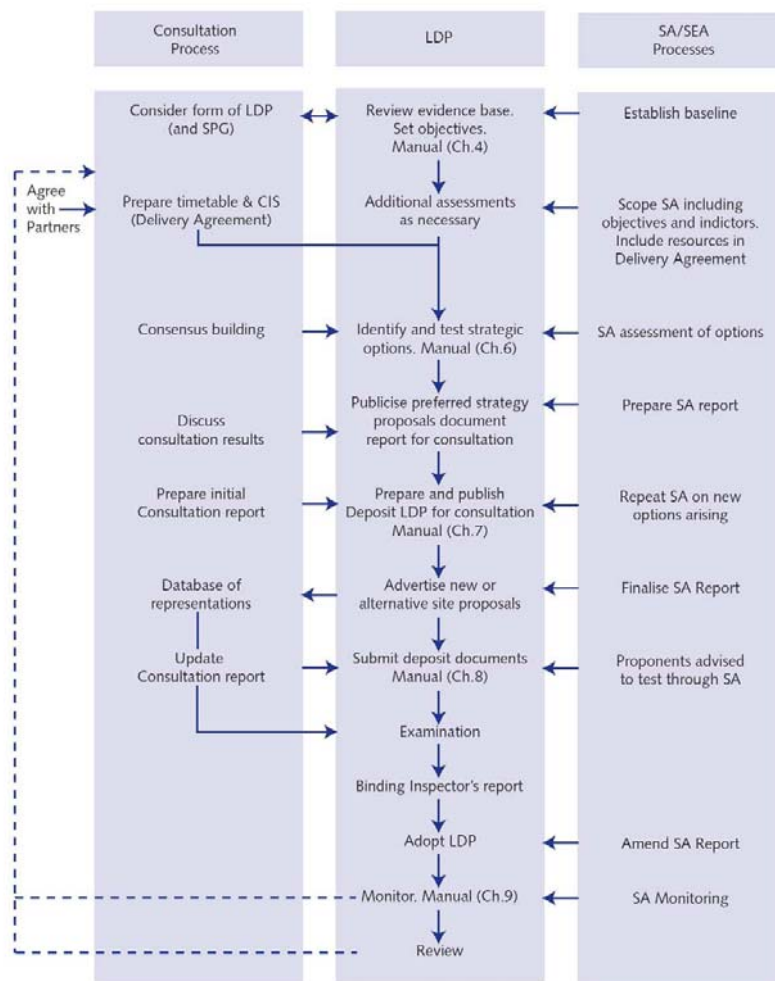 Consultation
Process
LDP
SA/SEA
Processes
Consider form of LDP
(and SPG)
Review evidence base.
Set objectives.
Manual (Ch.4)
Establish baseline
Agree
with
Partners
Prepare timetable & CIS
(Delivery Agreement)
Additional assessments
as necessary
Scope SA including
objectives and indictors.
Include resources in
Delivery Agreement
Consensus building
Identify and test strategic
options. Manual (Ch.6)
SA assessment of options
Discuss
consultation results
Publicise preferred strategy
proposals document
report for consultation
Prepare SA report
Prepare initial
Consultation report
Prepare and publish
Deposit LDP for consultation
Manual (Ch.7)
Repeat SA on new
options arising
Database of
representations
Advertise new or
alternative site proposals
Finalise SA Report
Update
Consultation report
Submit deposit documents
Manual (Ch.8)
Proponents advised
to test through SA
Examination
Binding Inspector's report
Adopt LDP
Amend SA Report
Monitor. Manual (Ch.9)
SA Monitoring
Review